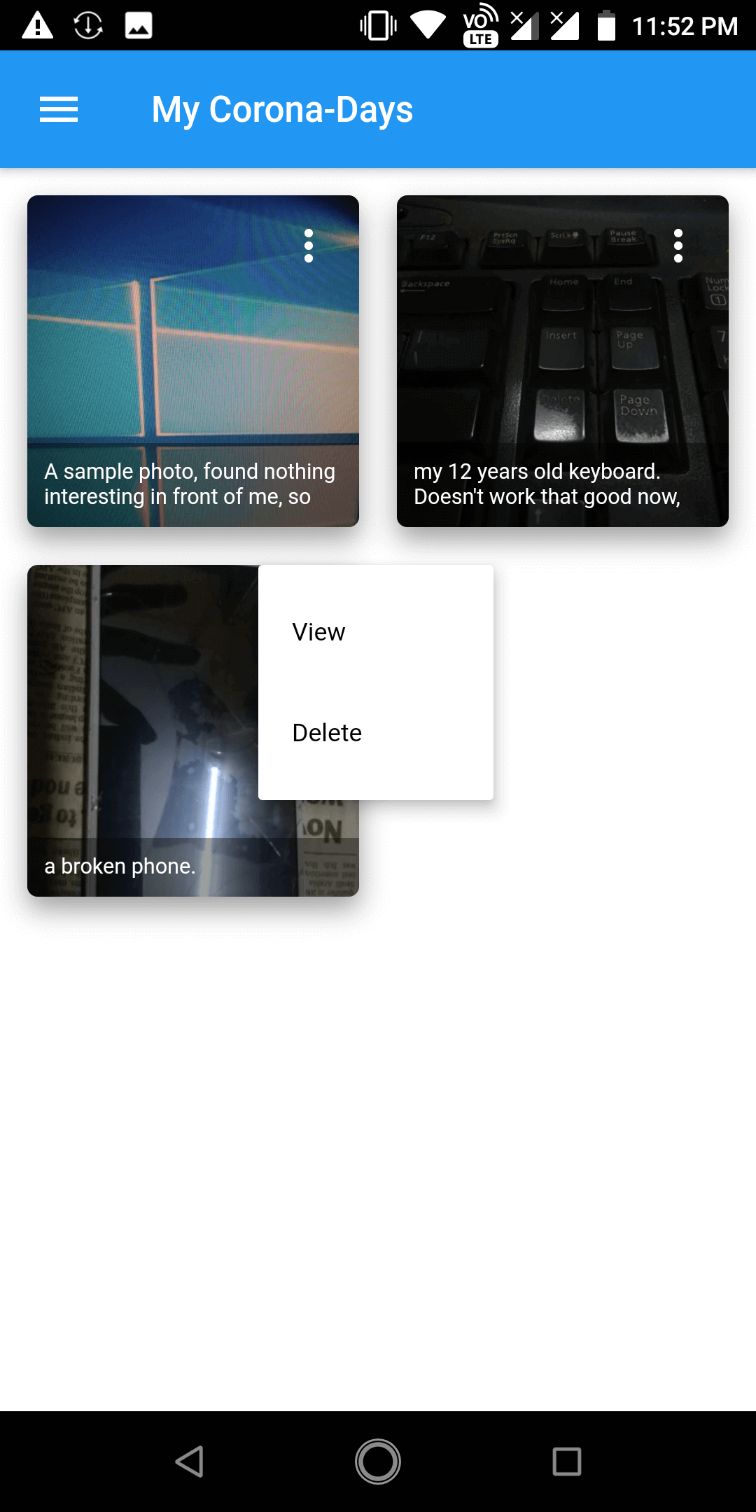 VO
LTE
11:52 PM
My Corona-Days
A sample photo, found nothing
interesting in front of me, so
F12
PrtScn
SysRq
ScrLk
Pause
Break
Backspace
Home
End
Num
Lock
1
Insert
Page
Up
7
Delete
Page
Down
my 12 years old keyboard.
Doesn't work that good now,
View
Delete
a broken phone.